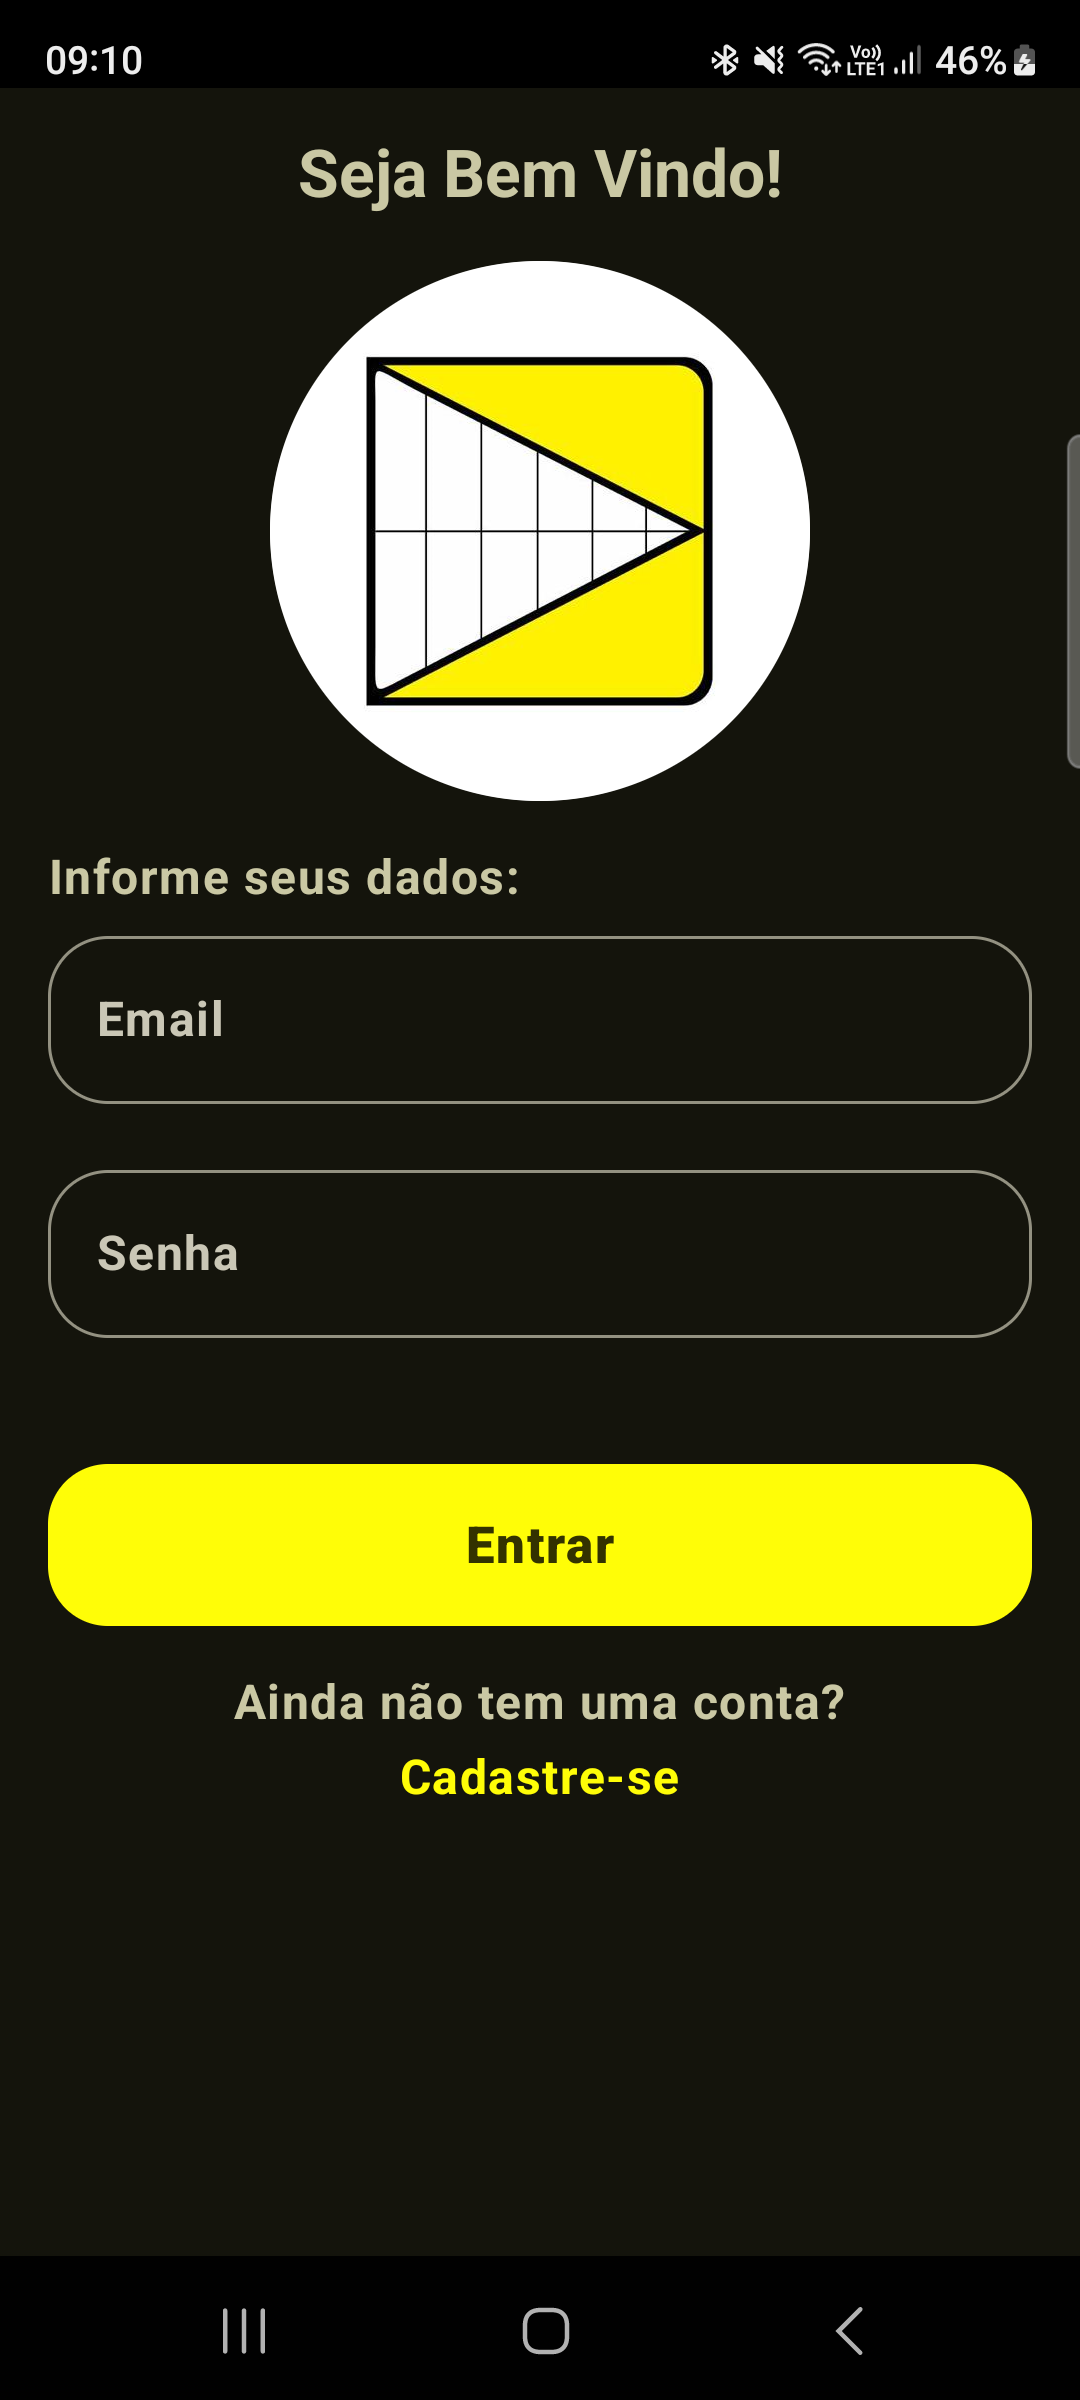 09:10
Vo)) LTE1 46%
Seja Bem Vindo!
Informe seus dados:
Email
Senha
Entrar
Ainda não tem uma conta?
Cadastre-se